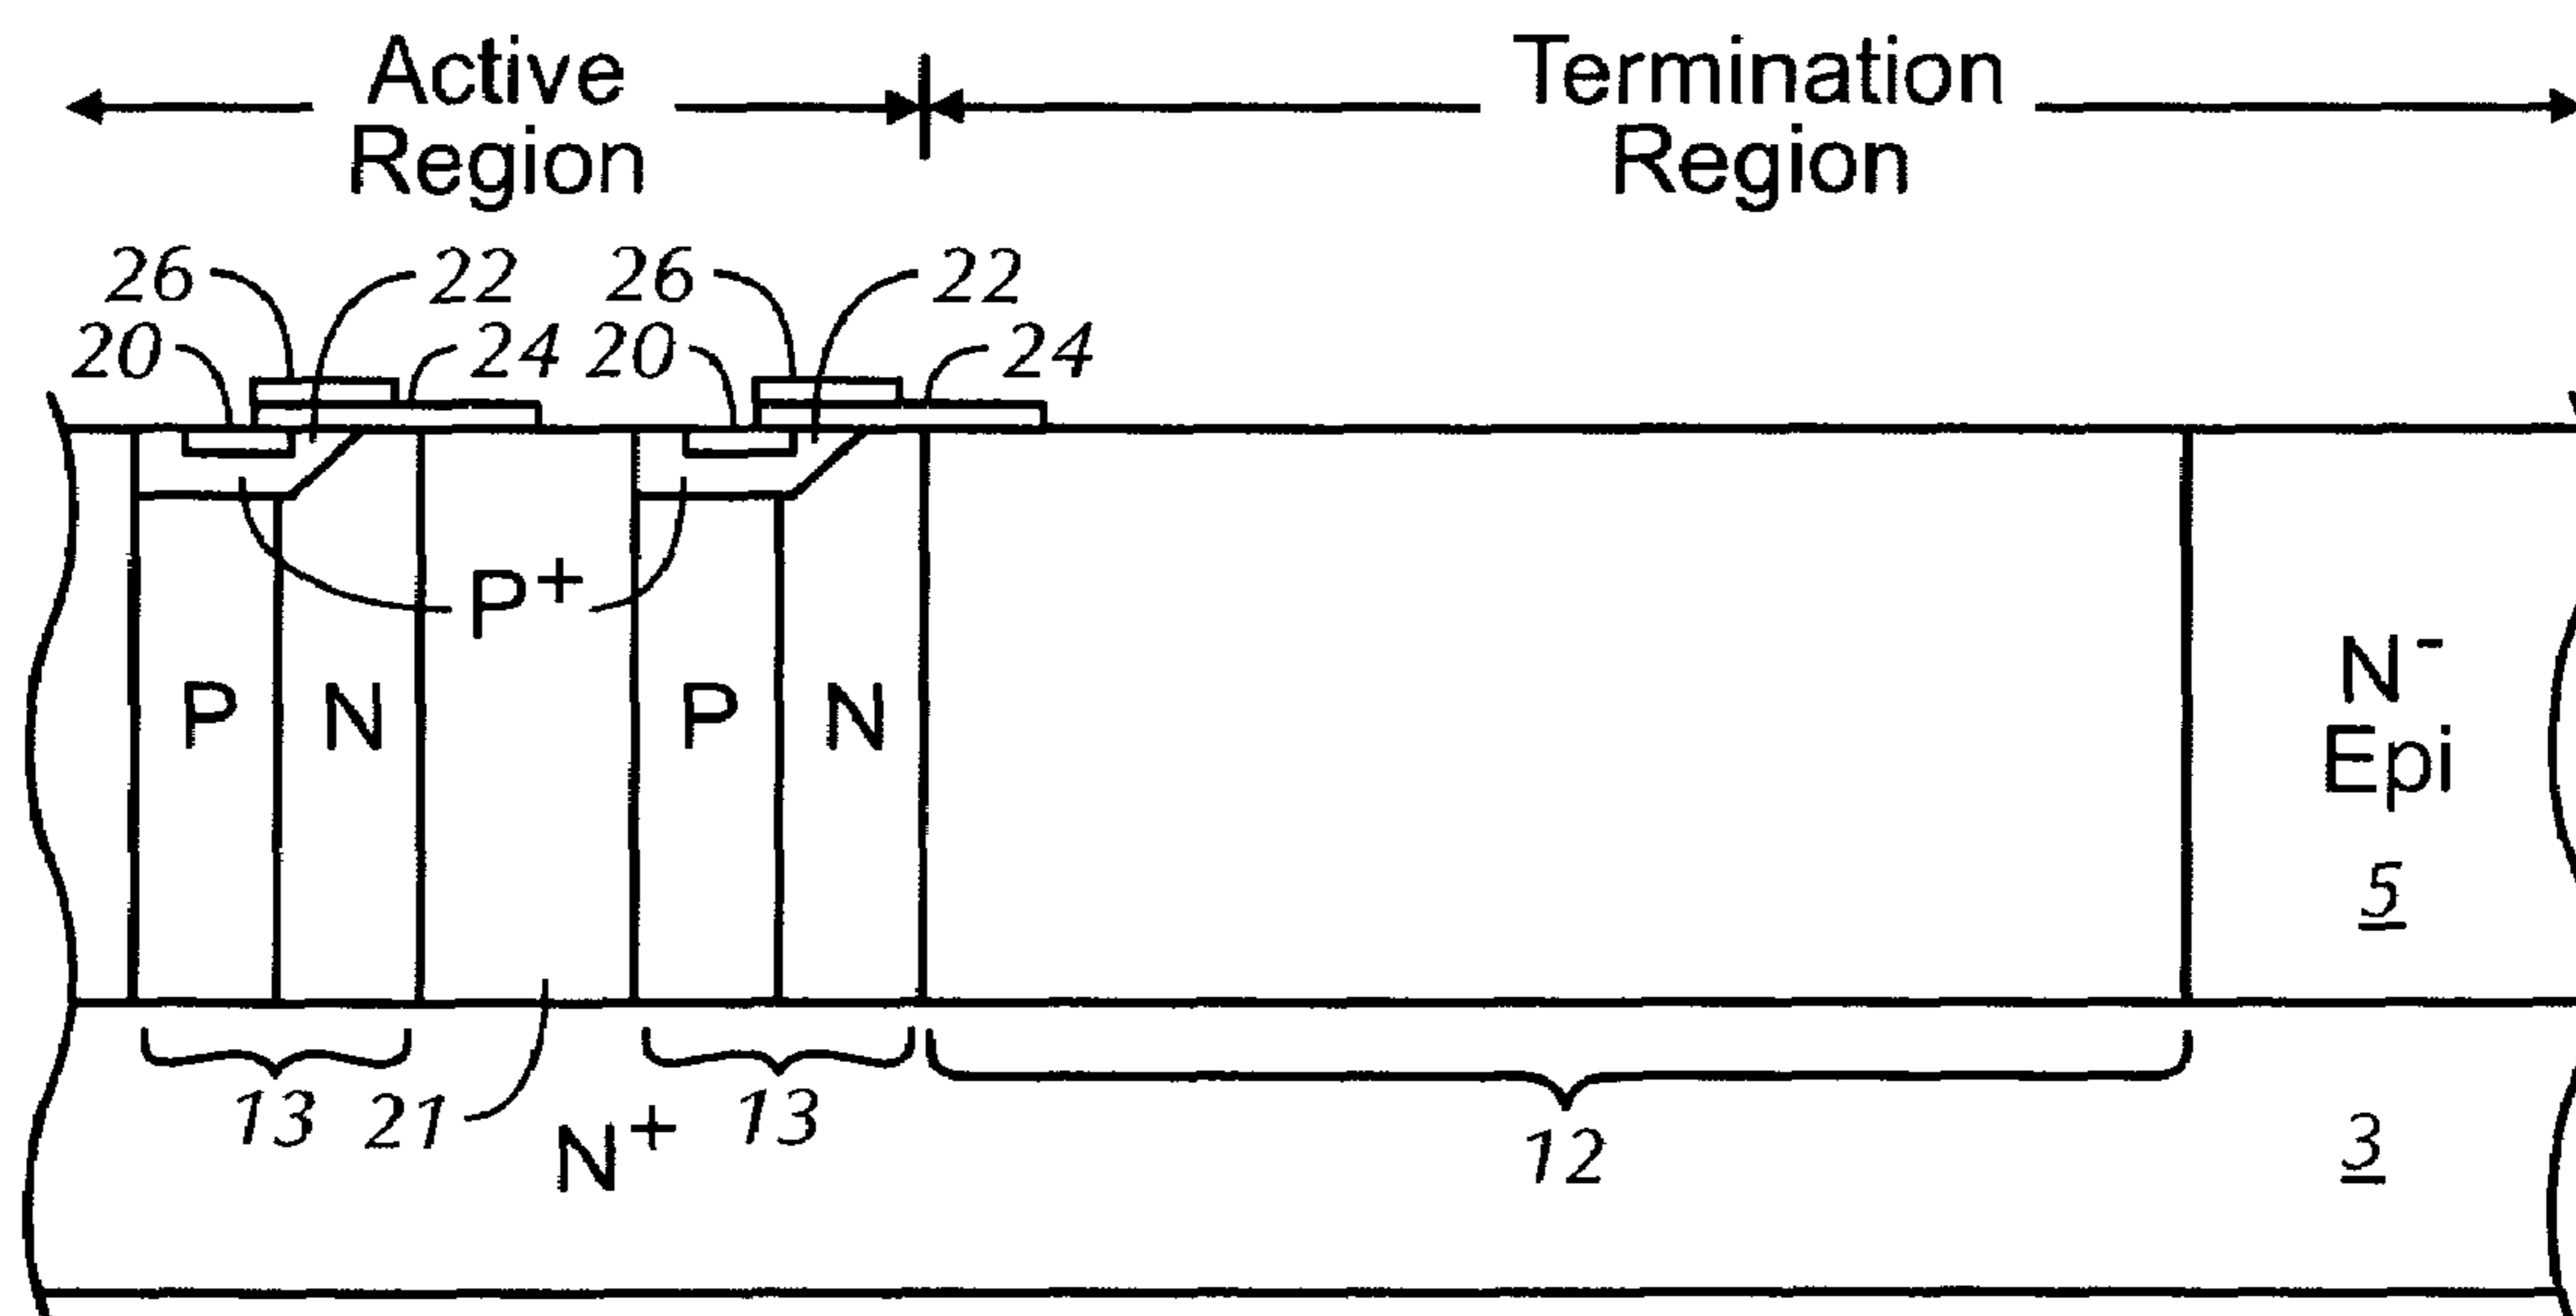 Active
Region
Termination
Region
26 22 26 22
20 24 20 24
P+
P N P N
N-
Epi
5
13 21 13
N+
12
3